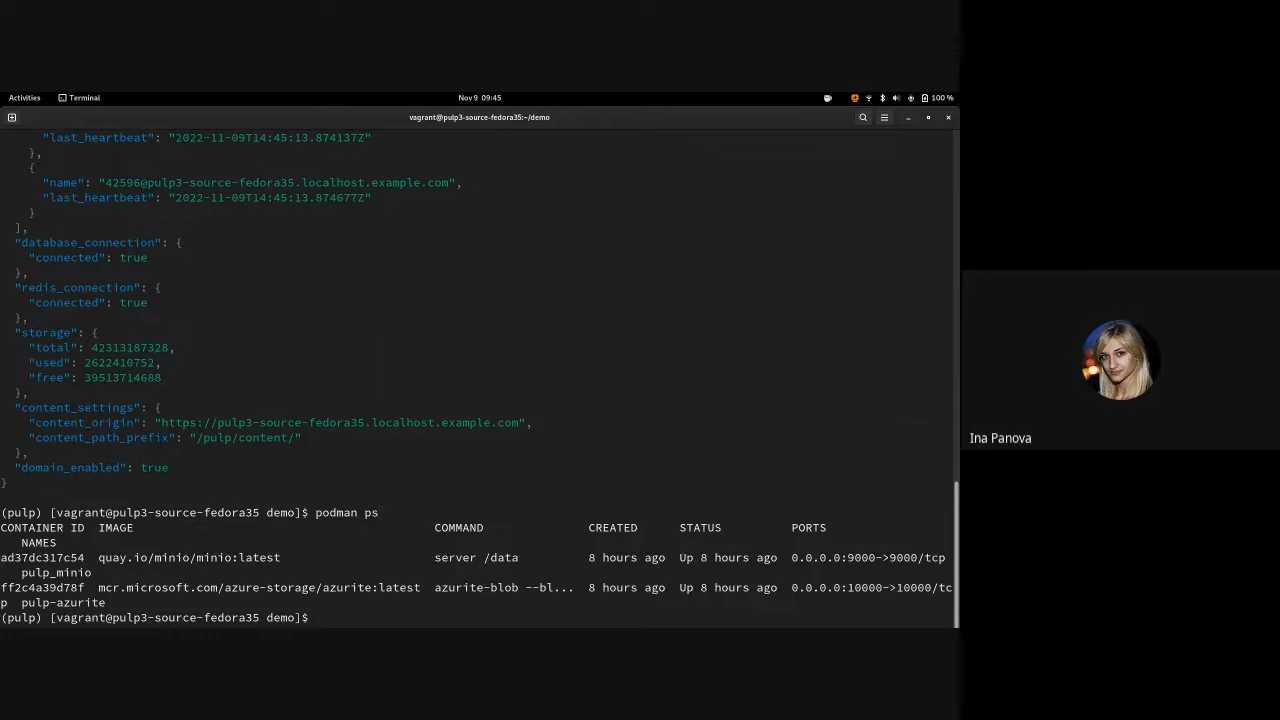 Activities
Terminal
Nov 9 09:45
100 %
vagrant@pulp3-source-fedora35:~/demo
"last_heartbeat": "2022-11-09T14:45:13.874137Z"
},
{
"name": "42596@pulp3-source-fedora35.localhost.example.com",
"last_heartbeat": "2022-11-09T14:45:13.874677Z"
}
],
"database_connection": {
"connected": true
},
"redis_connection": {
"connected": true
},
"storage": {
"total": 42313187328,
"used": 2622410752,
"free": 39513714688
},
"content_settings": {
"content_origin": "https://pulp3-source-fedora35.localhost.example.com",
"content_path_prefix": "/pulp/content/"
},
"domain_enabled": true
}
(pulp) [vagrant@pulp3-source-fedora35 demo]$ podman ps
CONTAINER ID IMAGE COMMAND CREATED STATUS PORTS
NAMES
ad37dc317c54 quay.io/minio/minio:latest server /data 8 hours ago Up 8 hours ago 0.0.0.0:9000->9000/tcp
pulp_minio
ff2c4a39d78f mcr.microsoft.com/azure-storage/azurite:latest azurite-blob --bl... 8 hours ago Up 8 hours ago 0.0.0.0:10000->10000/tc
p pulp-azurite
(pulp) [vagrant@pulp3-source-fedora35 demo]$
Ina Panova